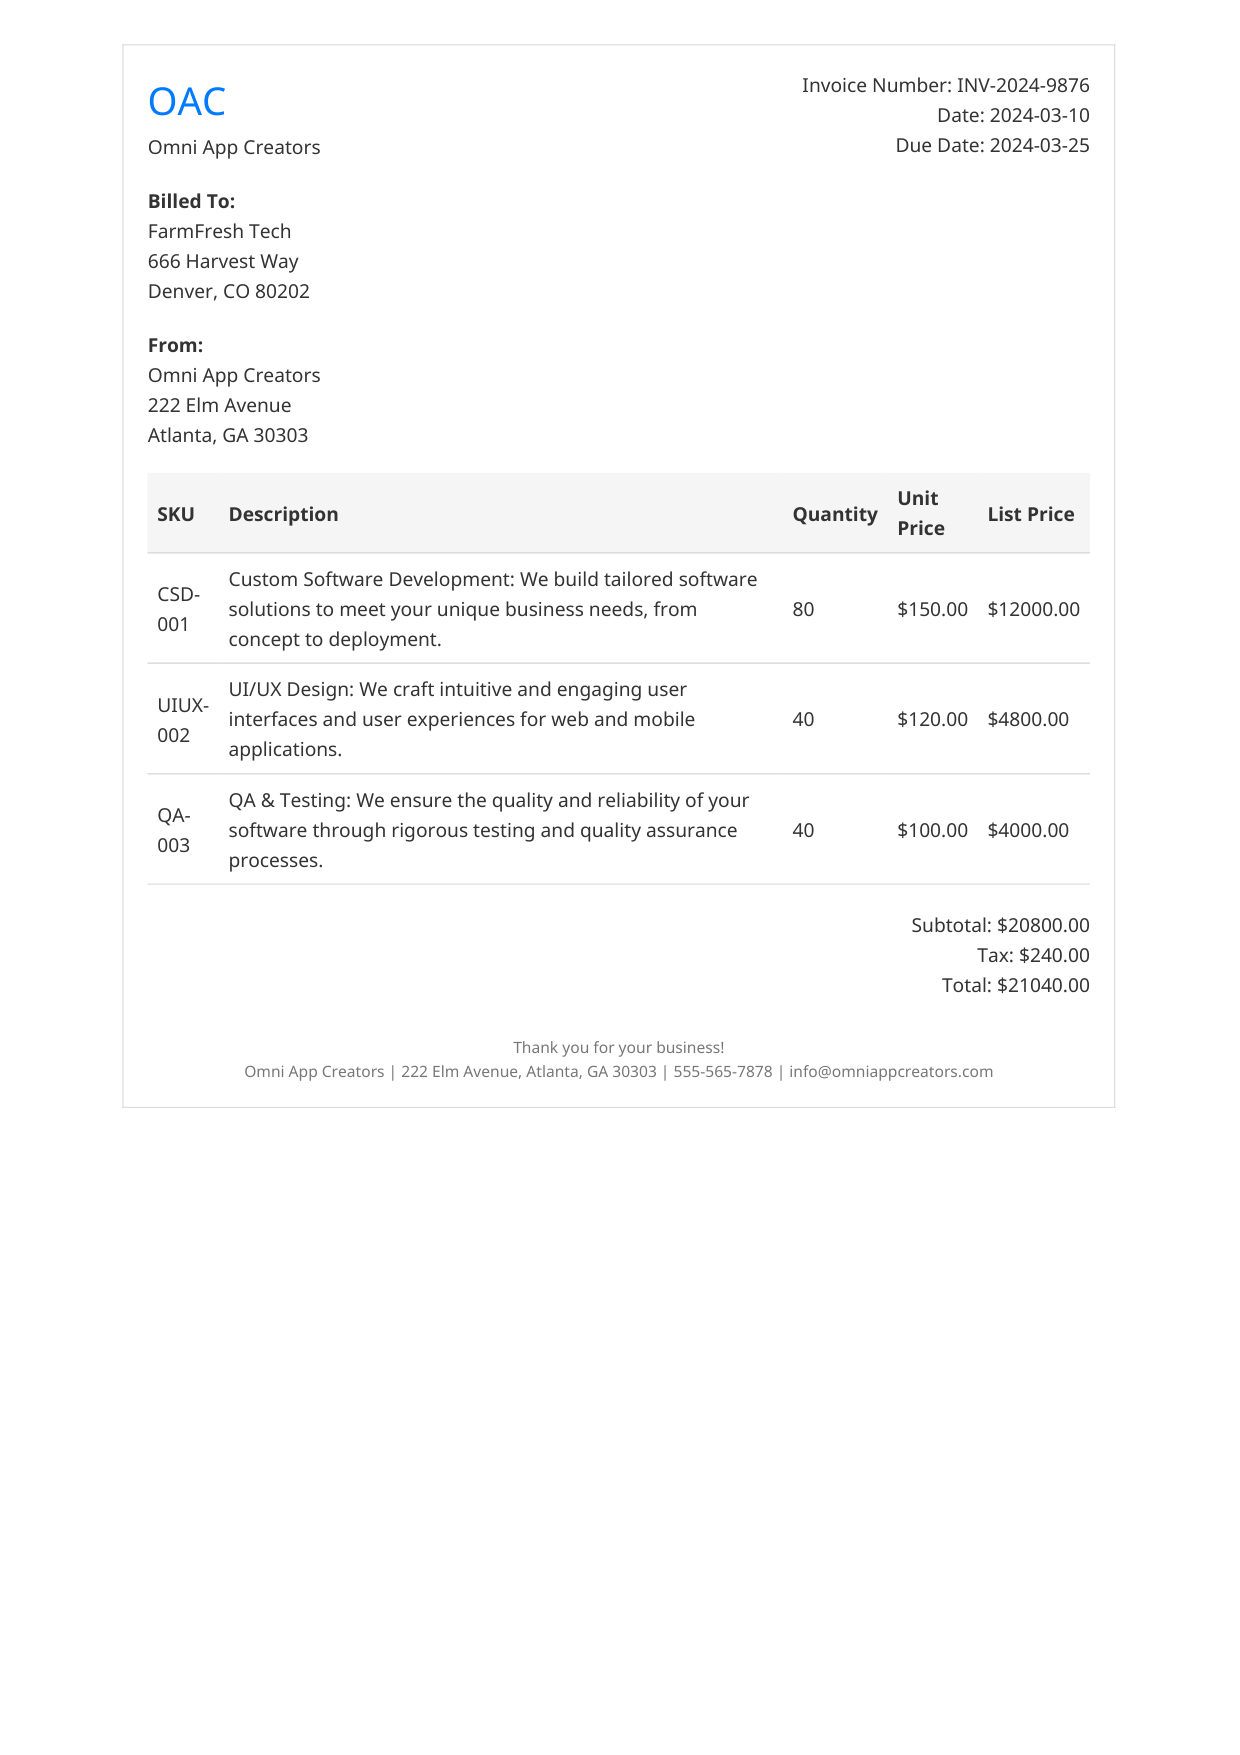 OAC
Omni App Creators
Invoice Number: INV-2024-9876
Date: 2024-03-10
Due Date: 2024-03-25
Billed To:
FarmFresh Tech
666 Harvest Way
Denver, CO 80202
From:
Omni App Creators
222 Elm Avenue
Atlanta, GA 30303
SKU Description Quantity Unit Price List Price
CSD-001 Custom Software Development: We build tailored software
solutions to meet your unique business needs, from
concept to deployment. 80 $150.00 $12000.00
UIUX-002 UI/UX Design: We craft intuitive and engaging user
interfaces and user experiences for web and mobile
applications. 40 $120.00 $4800.00
QA-003 QA & Testing: We ensure the quality and reliability of your
software through rigorous testing and quality assurance
processes. 40 $100.00 $4000.00
Subtotal: $20800.00
Tax: $240.00
Total: $21040.00
Thank you for your business!
Omni App Creators | 222 Elm Avenue, Atlanta, GA 30303 | 555-565-7878 | info@omniappcreators.com